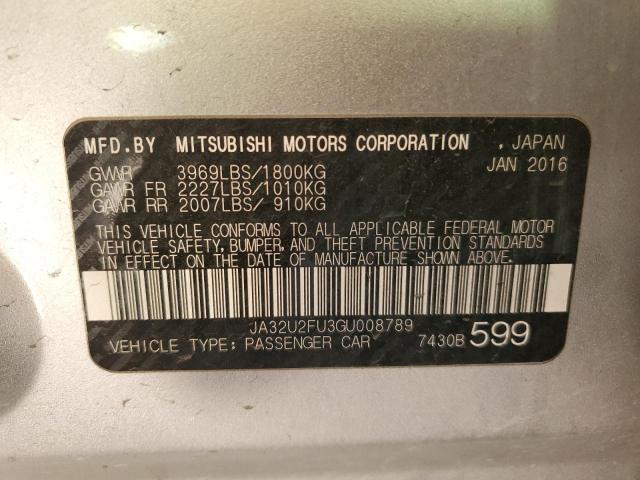 MFD.BY MITSUBISHI MOTORS CORPORATION , JAPAN
JAN 2016
GVWR 3969LBS/1800KG
GAWR FR 2227LBS/1010KG
GAWR RR 2007LBS/ 910KG
THIS VEHICLE CONFORMS TO ALL APPLICABLE FEDERAL MOTOR
VEHICLE SAFETY, BUMPER, AND THEFT PREVENTION STANDARDS
IN EFFECT ON THE DATE OF MANUFACTURE SHOWN ABOVE.
JA32U2FU3GU008789
VEHICLE TYPE: PASSENGER CAR 7430B 599